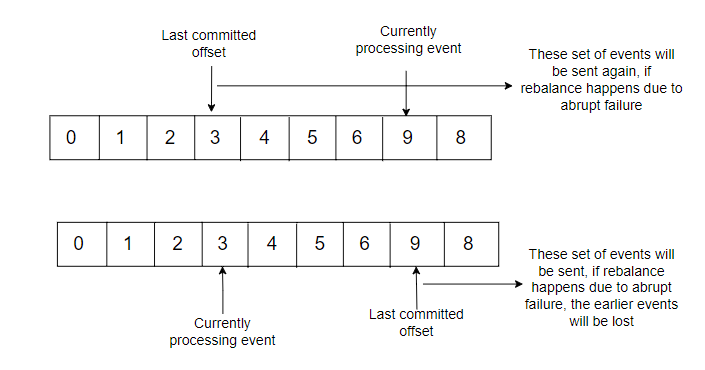 Last committed
offset
Currently
processing event
These set of events will
be sent again, if
rebalance happens due to
abrupt failure
0 1 2 3 4 5 6 9 8
0 1 2 3 4 5 6 9 8
Currently
processing event
Last committed
offset
These set of events will
be sent, if rebalance
happens due to abrupt
failure, the earlier events
will be lost